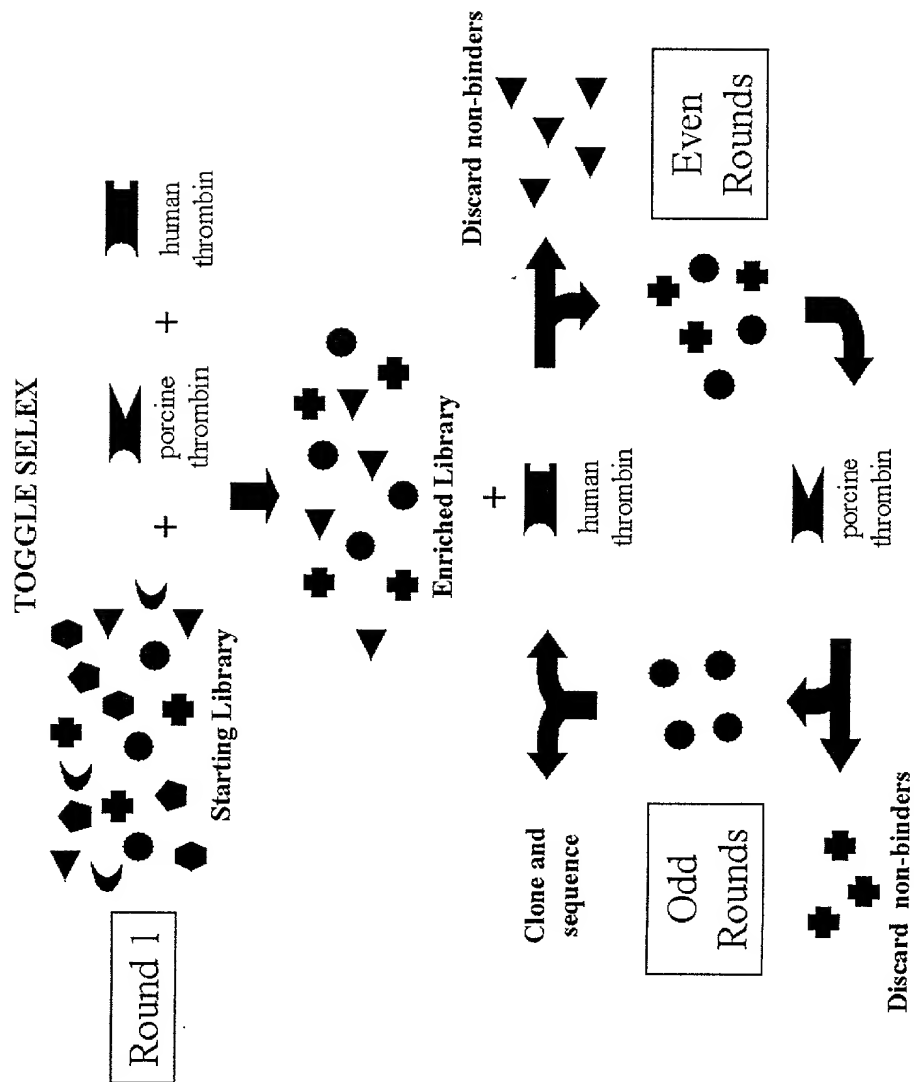 TOGGLE SELEX
Round 1
Starting Library
+
porcine
thrombin
+
human
thrombin
Enriched Library
+
human
thrombin
Discard non-binders
Even
Rounds
porcine
thrombin
Discard non-binders
Odd
Rounds
Clone and
sequence